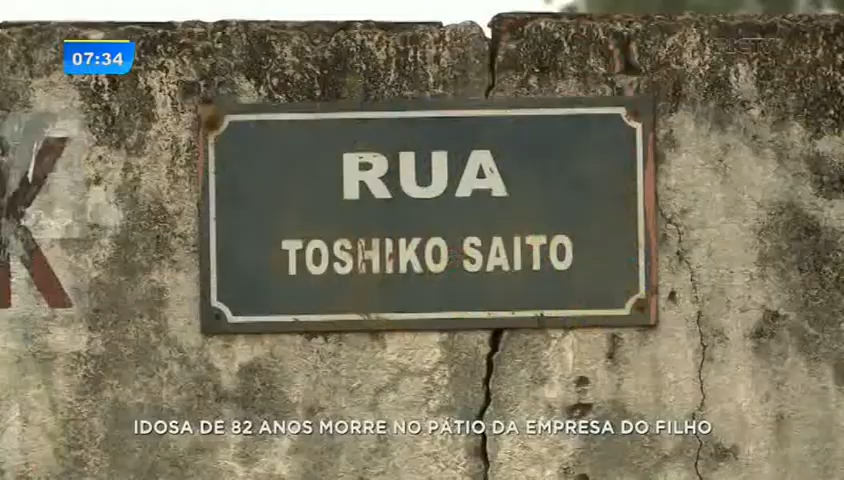 07:34
RUA
TOSHIKO SAITO
IDOSA DE 82 ANOS MORRE NO PÁTIO DA EMPRESA DO FILHO